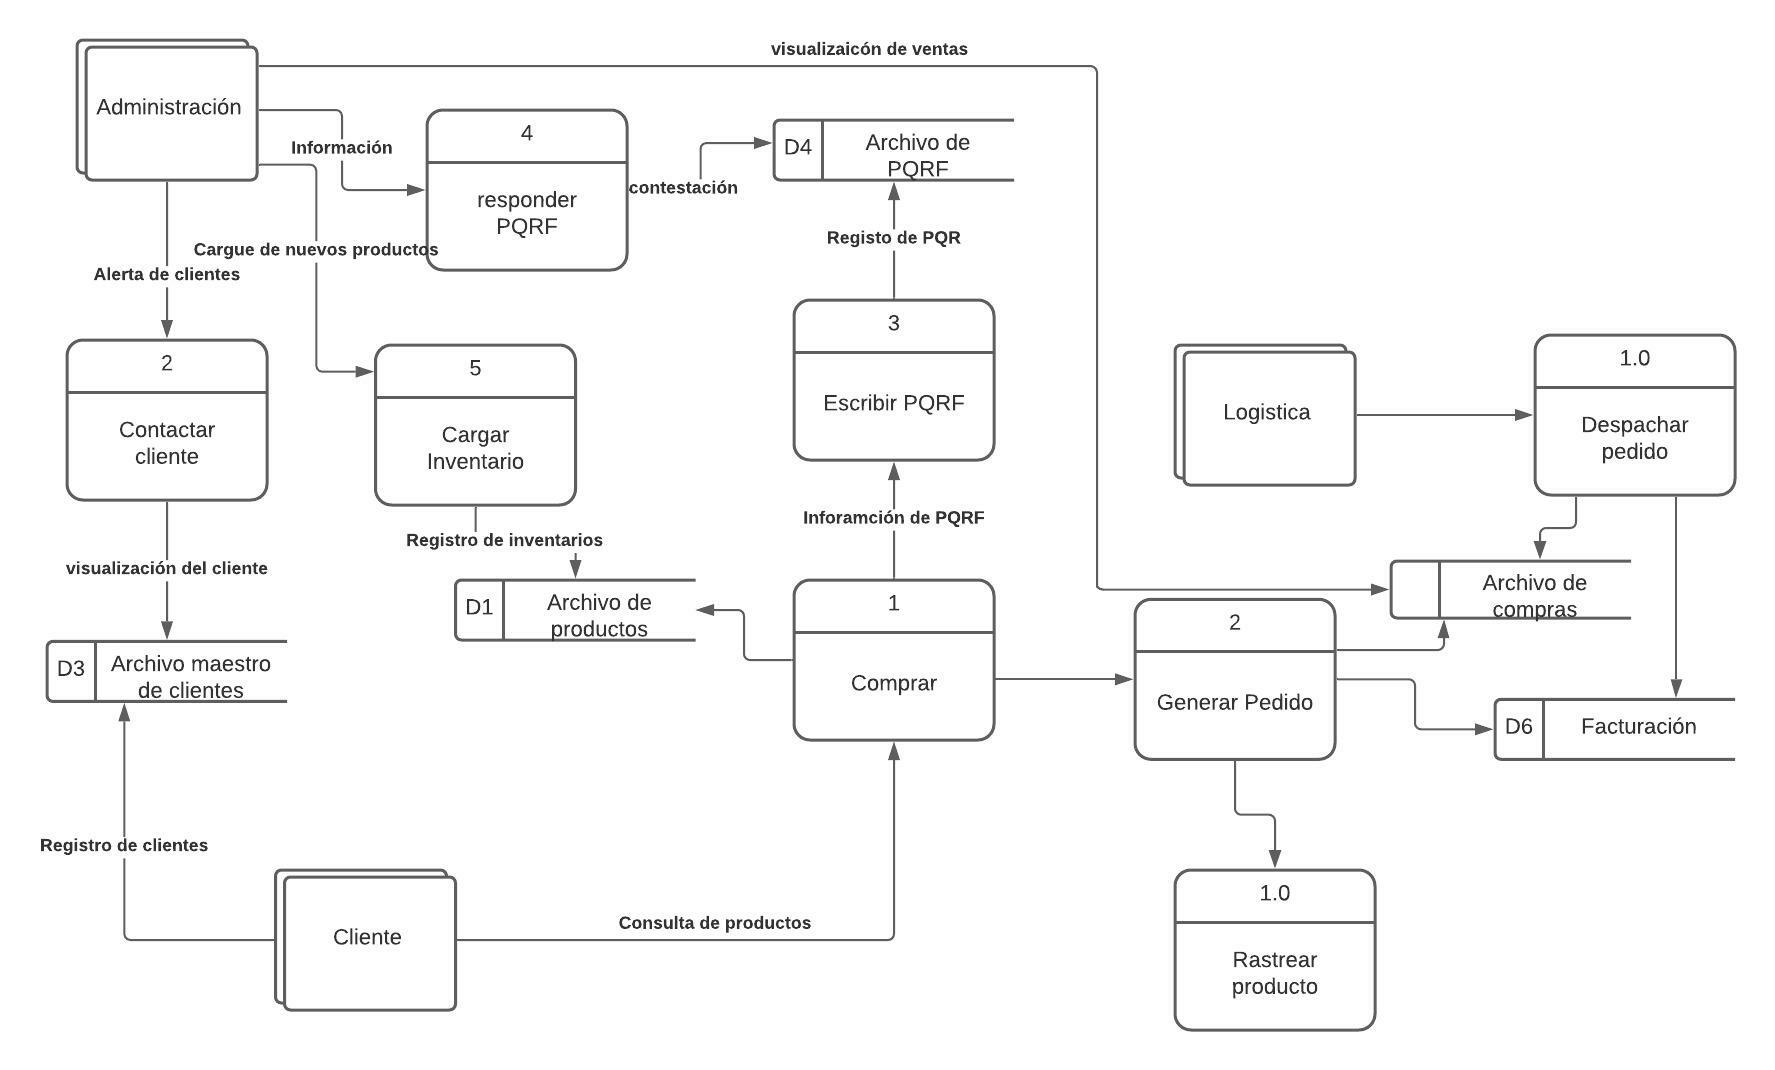 visualizaicón de ventas
Administración
4
responder
PQRF
Información
contestación
D4
Archivo de
PQRF
Registo de PQR
Cargue de nuevos productos
Alerta de clientes
3
Escribir PQRF
2
Contactar
cliente
5
Cargar
Inventario
Logistica
1.0
Despachar
pedido
Inforamción de PQRF
Registro de inventarios
visualización del cliente
D1
Archivo de
productos
1
Comprar
Archivo de
compras
2
Generar Pedido
D3
Archivo maestro
de clientes
D6
Facturación
Registro de clientes
Cliente
Consulta de productos
1.0
Rastrear
producto